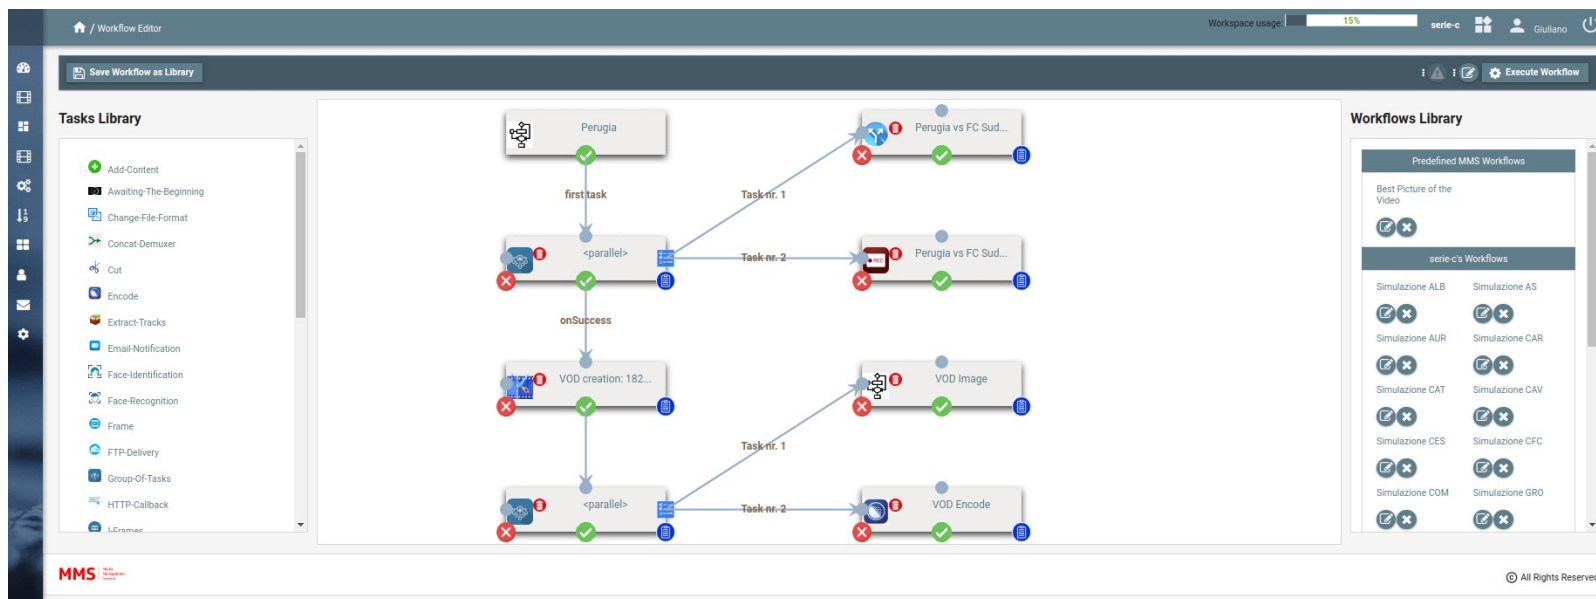 / Workflow Editor
Workspace usage:
15%
serie-c
Giuliano
Save Workflow as Library
Execute Workflow
Tasks Library
Add-Content
Awaiting-The-Beginning
Change-File-Format
Concat-Demuxer
Cut
Encode
Extract-Tracks
Email-Notification
Face-Identification
Face-Recognition
Frame
FTP-Delivery
Group-Of-Tasks
HTTP-Callback
I-Frames
Perugia
first task
<parallel>
onSuccess
VOD creation: 182...
<parallel>
Task nr. 1
Task nr. 2
Task nr. 1
Task nr. 2
Perugia vs FC Sud...
Perugia vs FC Sud...
REC
VOD Image
VOD Encode
Workflows Library
Predefined MMS Workflows
Best Picture of the
Video
serie-c's Workflows
Simulazione ALB
Simulazione AS
Simulazione AUR
Simulazione CAR
Simulazione CAT
Simulazione CAV
Simulazione CES
Simulazione CFC
Simulazione COM
Simulazione GRO
MMS
Media
Management
System
© All Rights Reserved